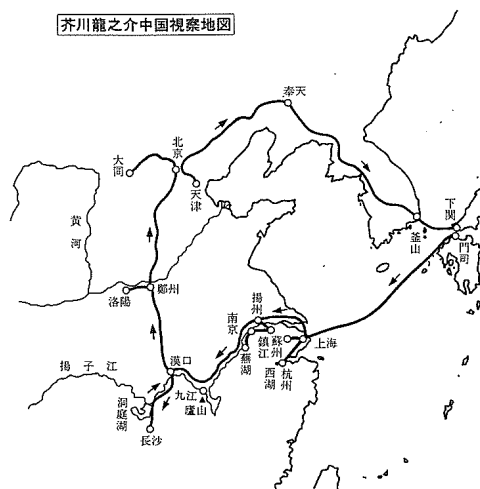 芥川龍之介中国視察地図
奉天
北京
大同
天津
黄河
下関
門司
釜山
洛陽
鄭州
揚州
南京
鎮江
蘇州
上海
蕪湖
西湖
杭州
揚子江
漢口
九江
廬山
洞庭湖
長沙